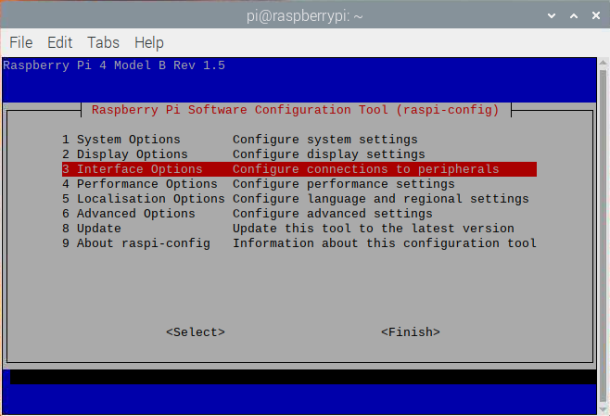 pi@raspberrypi: ~
File Edit Tabs Help
Raspberry Pi 4 Model B Rev 1.5
Raspberry Pi Software Configuration Tool (raspi-config)
1 System Options Configure system settings
2 Display Options Configure display settings
3 Interface Options Configure connections to peripherals
4 Performance Options Configure performance settings
5 Localisation Options Configure language and regional settings
6 Advanced Options Configure advanced settings
8 Update Update this tool to the latest version
9 About raspi-config Information about this configuration tool
<Select> <Finish>